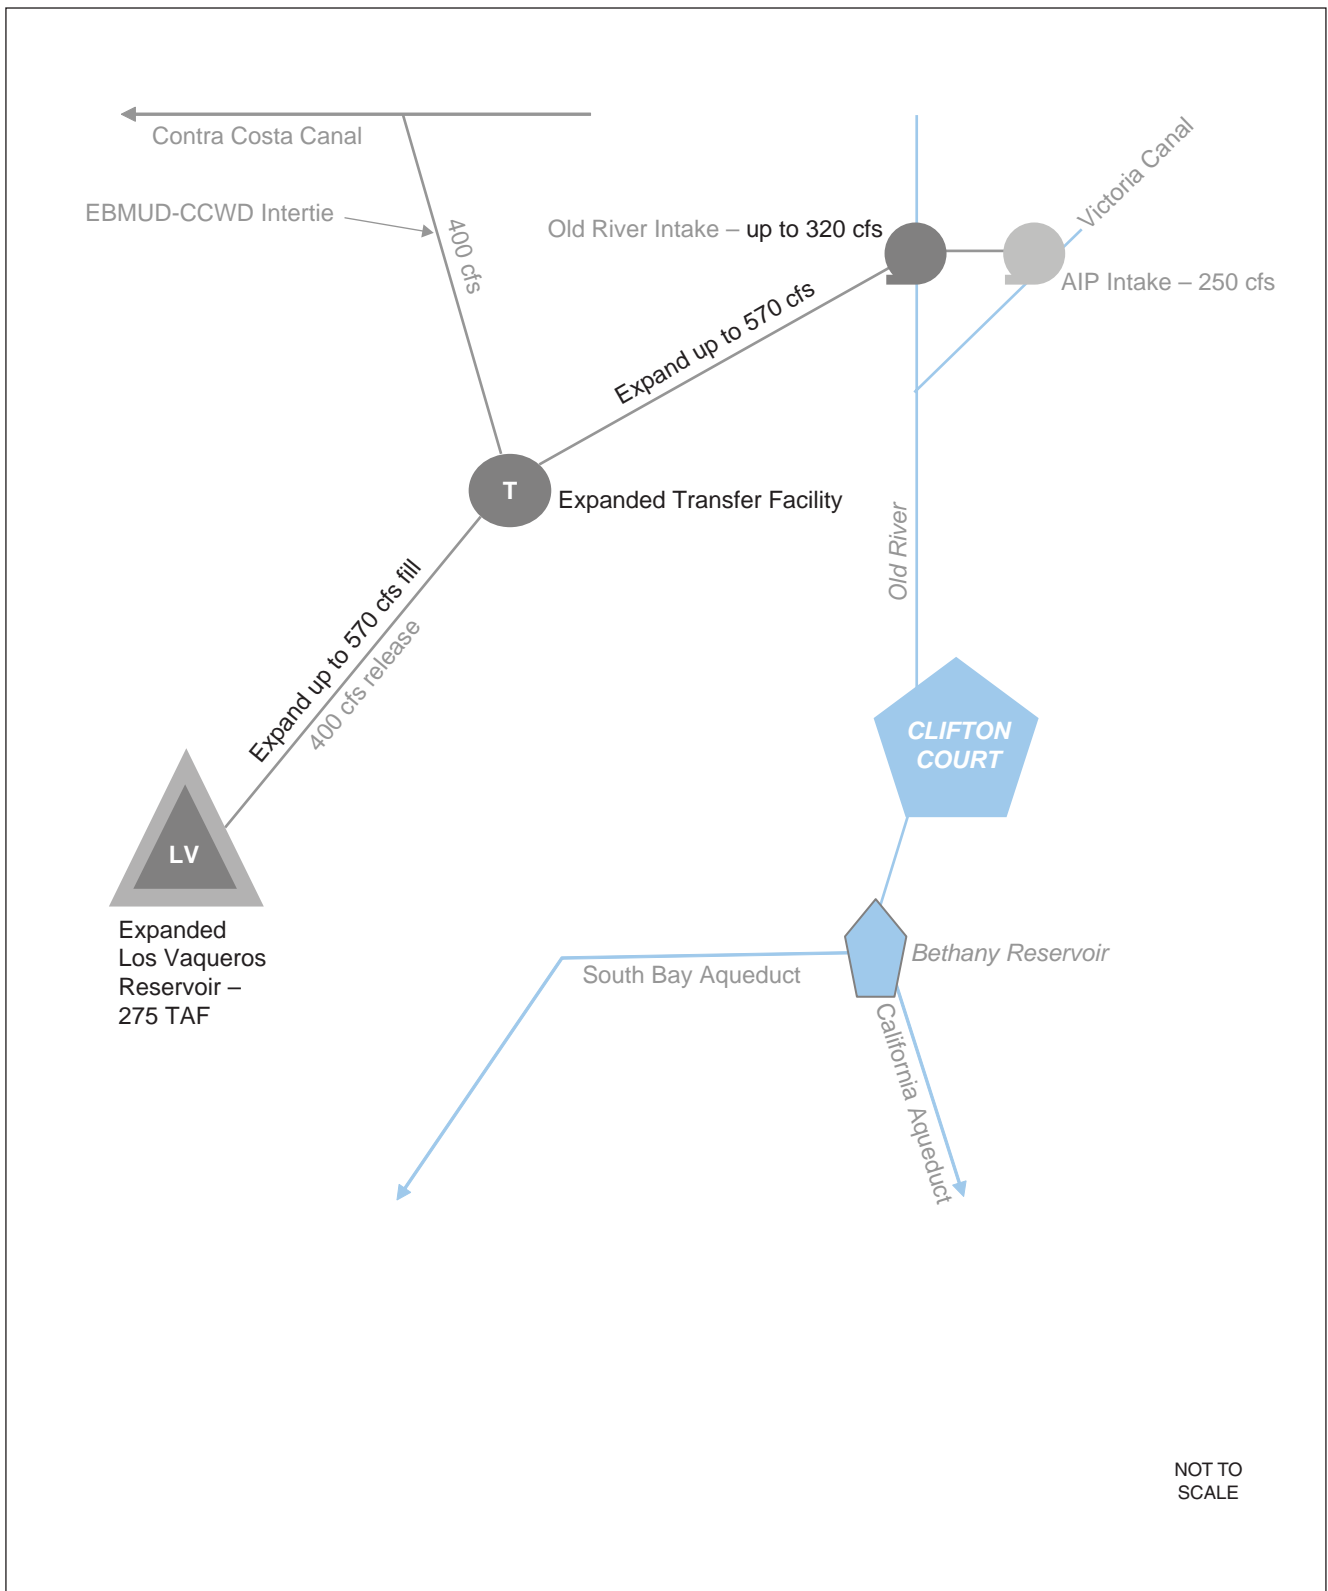 Contra Costa Canal
EBMUD-CCWD Intertie
400 cfs
Old River Intake – up to 320 cfs
Victoria Canal
AIP Intake – 250 cfs
Expand up to 570 cfs
T
Expanded Transfer Facility
Old River
Expand up to 570 cfs fill
400 cfs release
CLIFTON
COURT
LV
Expanded
Los Vaqueros
Reservoir –
275 TAF
Bethany Reservoir
South Bay Aqueduct
California Aqueduct
NOT TO
SCALE